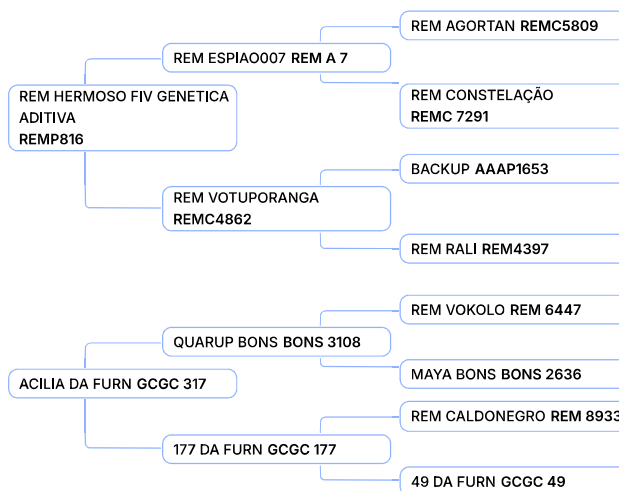 REM AGORTAN REMC5809
REM ESPIAO007 REM A 7
REM HERMOSO FIV GENETICA
ADITIVA
REMP816
REM CONSTELAÇÃO
REMC 7291
BACKUP AAAP1653
REM VOTUPORANGA
REMC4862
REM RALI REM4397
REM VOKOLO REM 6447
QUARUP BONS BONS 3108
ACILIA DA FURN GCGC 317
MAYA BONS BONS 2636
REM CALDONEGRO REM 8933
177 DA FURN GCGC 177
49 DA FURN GCGC 49